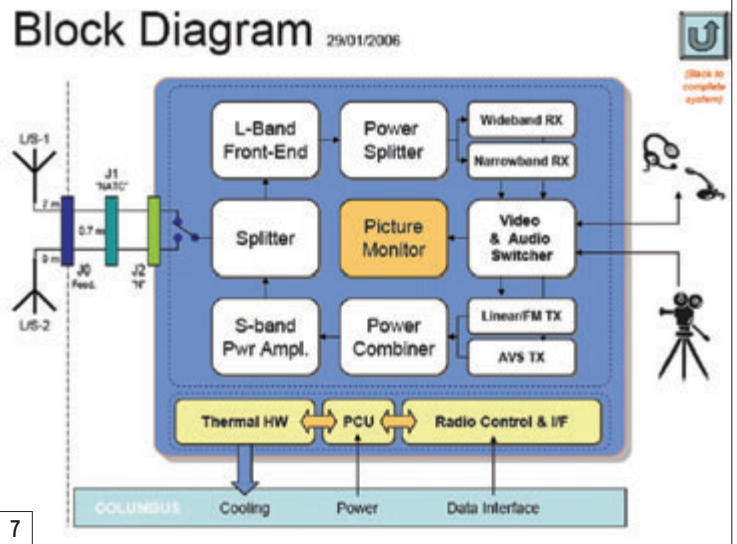 Block Diagram 29/01/2006
(Back to
complete
system)
L/S-1
J1
"NATC"
2 m
0.7 m
9 m
J0
Feed.
J2
"N"
L/S-2
L-Band
Front-End
Power
Splitter
Wideband RX
Narrowband RX
Splitter
Picture
Monitor
Video
& Audio
Switcher
S-band
Pwr Ampl.
Power
Combiner
Linear/FM TX
AVS TX
Thermal HW
PCU
Radio Control & I/F
COLUMBUS
Cooling
Power
Data Interface
7